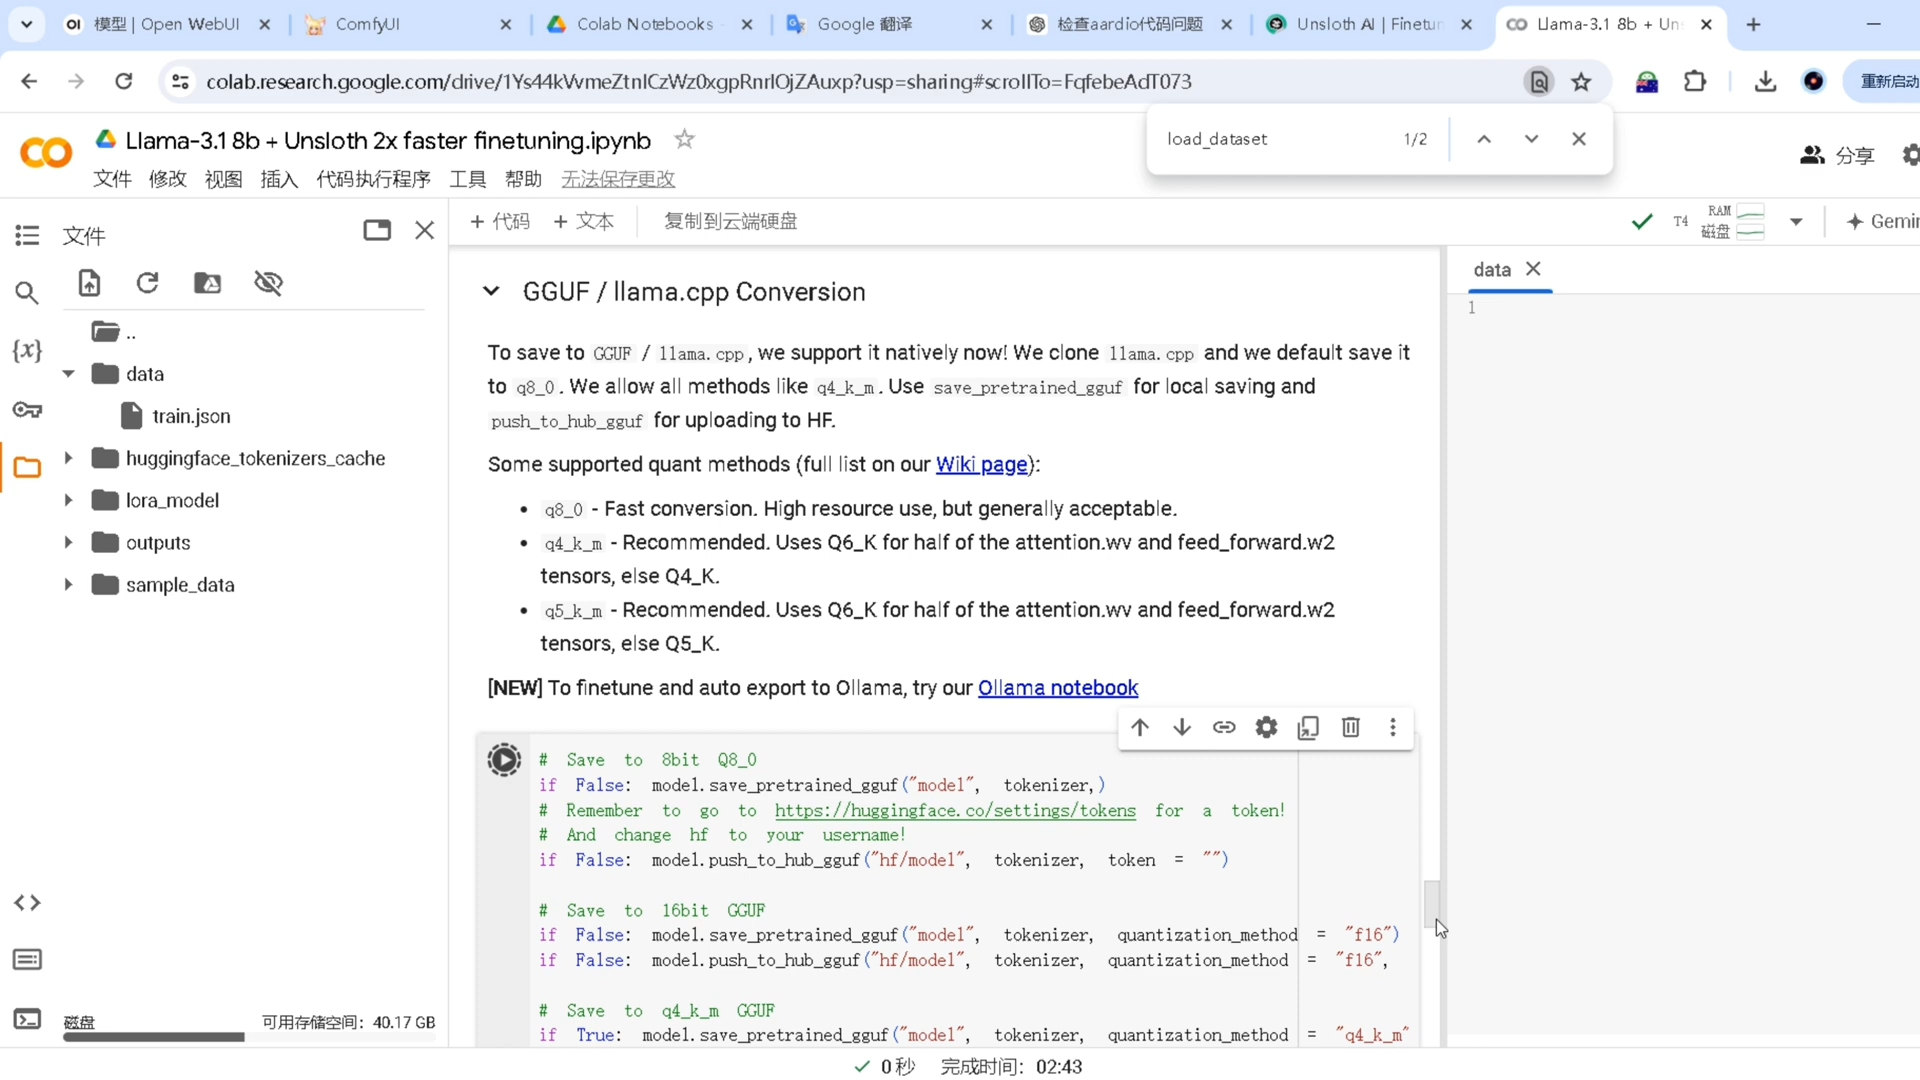 模型 | Open WebUI
ComfyUI
Colab Notebooks
Google 翻译
检查aardio代码问题
Unsloth AI | Finetun
Llama-3.1 8b + Uns
colab.research.google.com/drive/1Ys44kVvmeZtnICzWz0xgpRnrIOjZAuxp?usp=sharing#scrollTo=FqfebeAdT073
重新启动
load_dataset 1/2
Llama-3.1 8b + Unsloth 2x faster finetuning.ipynb
分享
文件 修改 视图 插入 代码执行程序 工具 帮助 无法保存更改
文件
+ 代码 + 文本 复制到云端硬盘
T4 RAM
磁盘
Gemin
..
data
train.json
huggingface_tokenizers_cache
lora_model
outputs
sample_data
磁盘 可用存储空间: 40.17 GB
GGUF / llama.cpp Conversion
To save to GGUF / llama.cpp, we support it natively now! We clone llama.cpp and we default save it
to q8_0. We allow all methods like q4_k_m. Use save_pretrained_gguf for local saving and
push_to_hub_gguf for uploading to HF.
Some supported quant methods (full list on our Wiki page):
• q8_0 - Fast conversion. High resource use, but generally acceptable.
• q4_k_m - Recommended. Uses Q6_K for half of the attention.wv and feed_forward.w2
tensors, else Q4_K.
• q5_k_m - Recommended. Uses Q6_K for half of the attention.wv and feed_forward.w2
tensors, else Q5_K.
[NEW] To finetune and auto export to Ollama, try our Ollama notebook
# Save to 8bit Q8_0
if False: model.save_pretrained_gguf("model", tokenizer,)
# Remember to go to https://huggingface.co/settings/tokens for a token!
# And change hf to your username!
if False: model.push_to_hub_gguf("hf/model", tokenizer, token = "")
# Save to 16bit GGUF
if False: model.save_pretrained_gguf("model", tokenizer, quantization_method = "f16")
if False: model.push_to_hub_gguf("hf/model", tokenizer, quantization_method = "f16",
# Save to q4_k_m GGUF
if True: model.save_pretrained_gguf("model", tokenizer, quantization_method = "q4_k_m"
data
1
0 秒 完成时间: 02:43